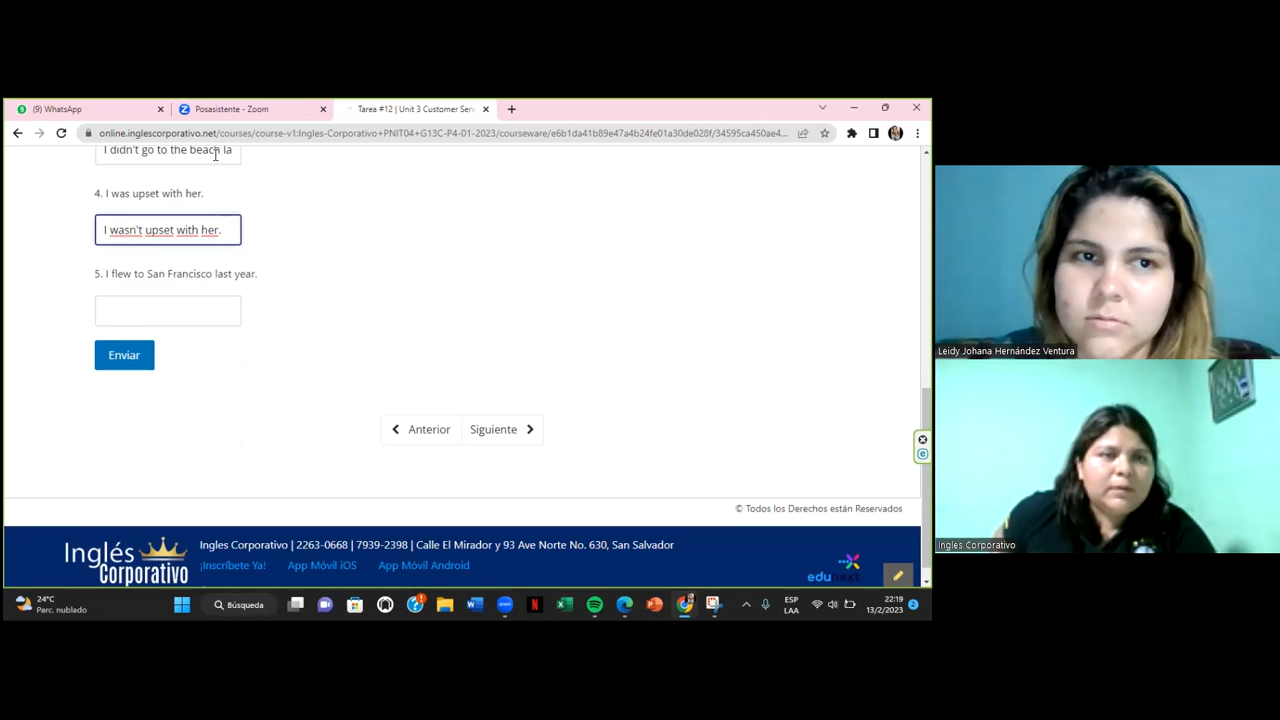 (9) WhatsApp
Posasistente - Zoom
Tarea #12 | Unit 3 Customer Serv
online.inglescorporativo.net/courses/course-v1:Ingles-Corporativo+PNIT04+G13C-P4-01-2023/courseware/e6b1da41b89e47a4b24fe01a30de028f/34595ca450ae4...
I didn't go to the beach la
4. I was upset with her.
I wasn't upset with her.
5. I flew to San Francisco last year.
Enviar
Anterior
Siguiente
© Todos los Derechos están Reservados
Inglés Corporativo
Ingles Corporativo | 2263-0668 | 7939-2398 | Calle El Mirador y 93 Ave Norte No. 630, San Salvador
¡Inscríbete Ya!
App Móvil iOS
App Móvil Android
edunext
24°C
Parc. nublado
Búsqueda
ESP
LAA
22:19
13/2/2023
2
Leidy Johana Hernández Ventura
Ingles Corporativo